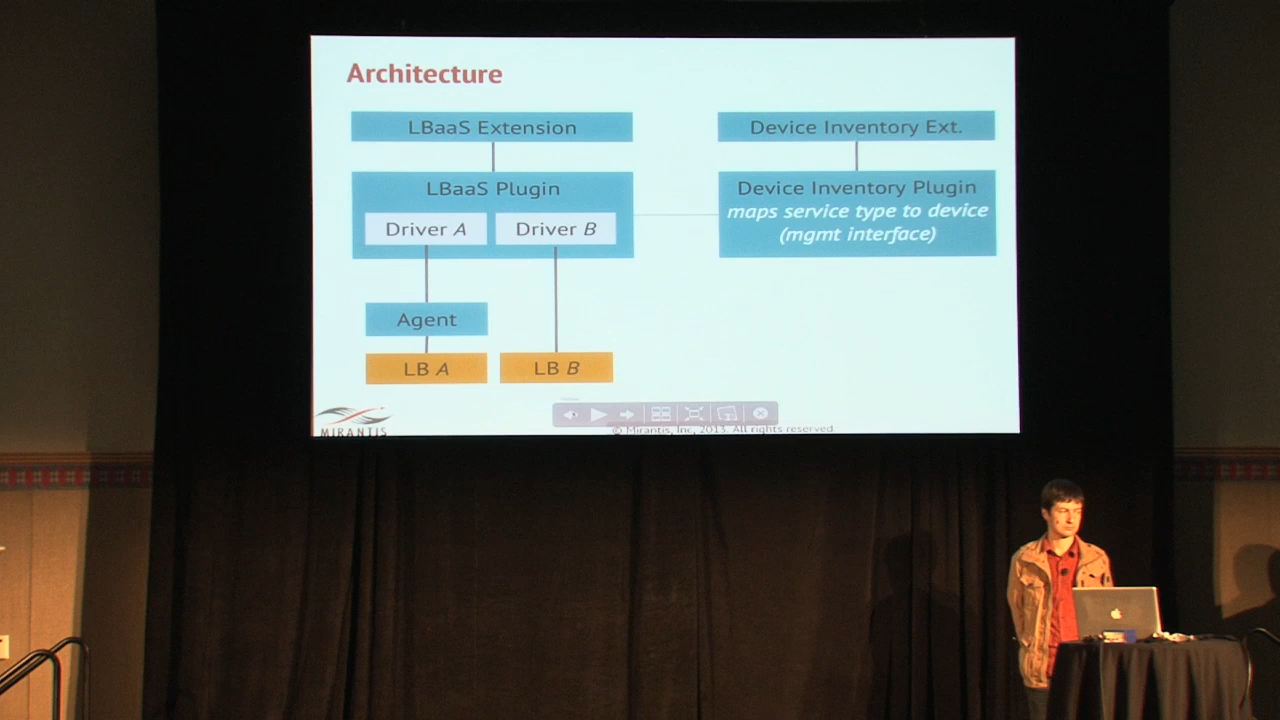 Architecture
LBaaS Extension
Device Inventory Ext.
LBaaS Plugin
Driver A
Driver B
Device Inventory Plugin
maps service type to device
(mgmt interface)
Agent
LB A
LB B
MIRANTIS
© Mirantis, Inc, 2013. All rights reserved.